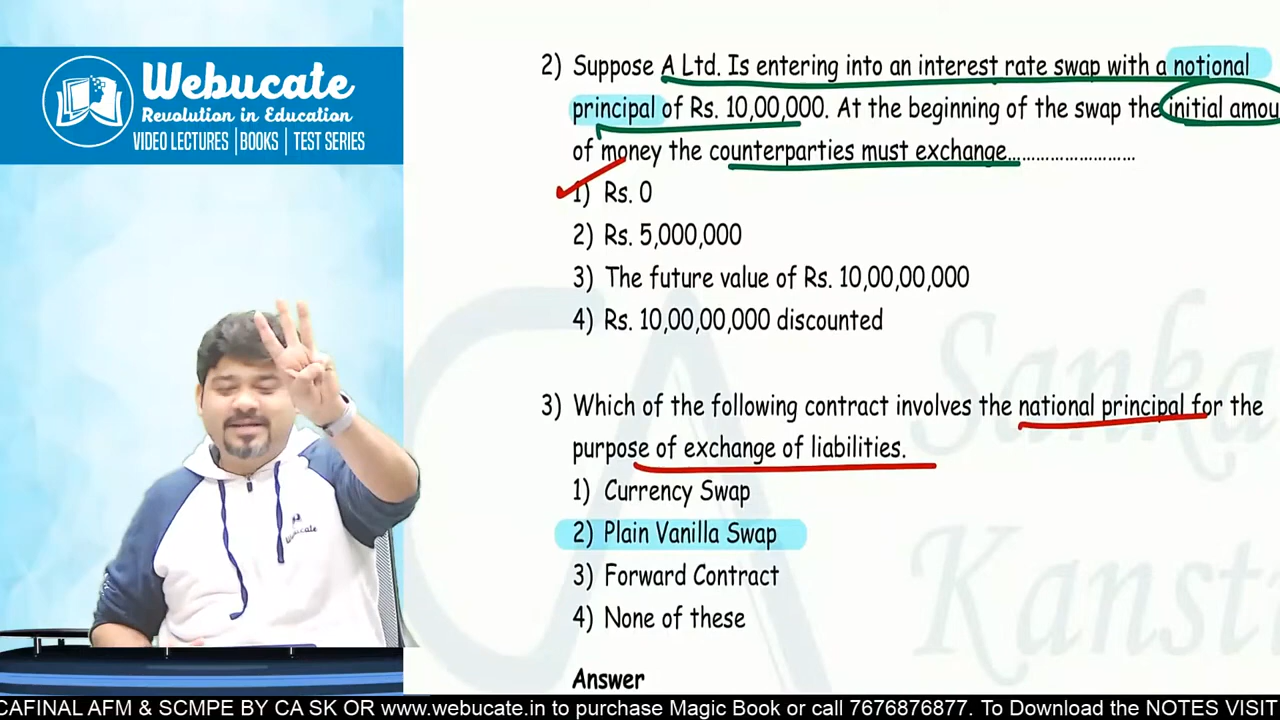 Webucate
Revolution in Education
VIDEO LECTURES | BOOKS | TEST SERIES
2) Suppose A Ltd. Is entering into an interest rate swap with a notional
principal of Rs. 10,00,000. At the beginning of the swap the initial amou
of money the counterparties must exchange...........................
1) Rs. 0
2) Rs. 5,000,000
3) The future value of Rs. 10,00,00,000
4) Rs. 10,00,00,000 discounted
3) Which of the following contract involves the national principal for the
purpose of exchange of liabilities.
1) Currency Swap
2) Plain Vanilla Swap
3) Forward Contract
4) None of these
Answer
CA
Sanka
Kanst
Webucate
CAFINAL AFM & SCMPE BY CA SK OR www.webucate.in to purchase Magic Book or call 7676876877. To Download the NOTES VISIT